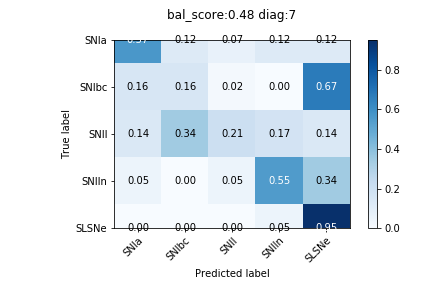 bal_score:0.48 diag:7
SNIa 0.57 0.12 0.07 0.12 0.12
SNIbc 0.16 0.16 0.02 0.00 0.67
SNII 0.14 0.34 0.21 0.17 0.14
SNIIn 0.05 0.00 0.05 0.55 0.34
SLSNe 0.00 0.00 0.00 0.05 0.95
SNIa SNIbc SNII SNIIn SLSNe
True label
Predicted label
0.8
0.6
0.4
0.2
0.0